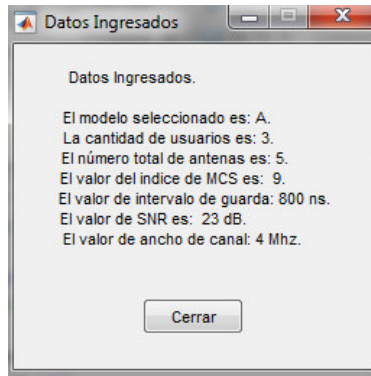 Datos Ingresados
Datos Ingresados.
El modelo seleccionado es: A.
La cantidad de usuarios es: 3.
El número total de antenas es: 5.
El valor del indice de MCS es:  9.
El valor de intervalo de guarda: 800 ns.
El valor de SNR es:  23 dB.
El valor de ancho de canal: 4 Mhz.
Cerrar